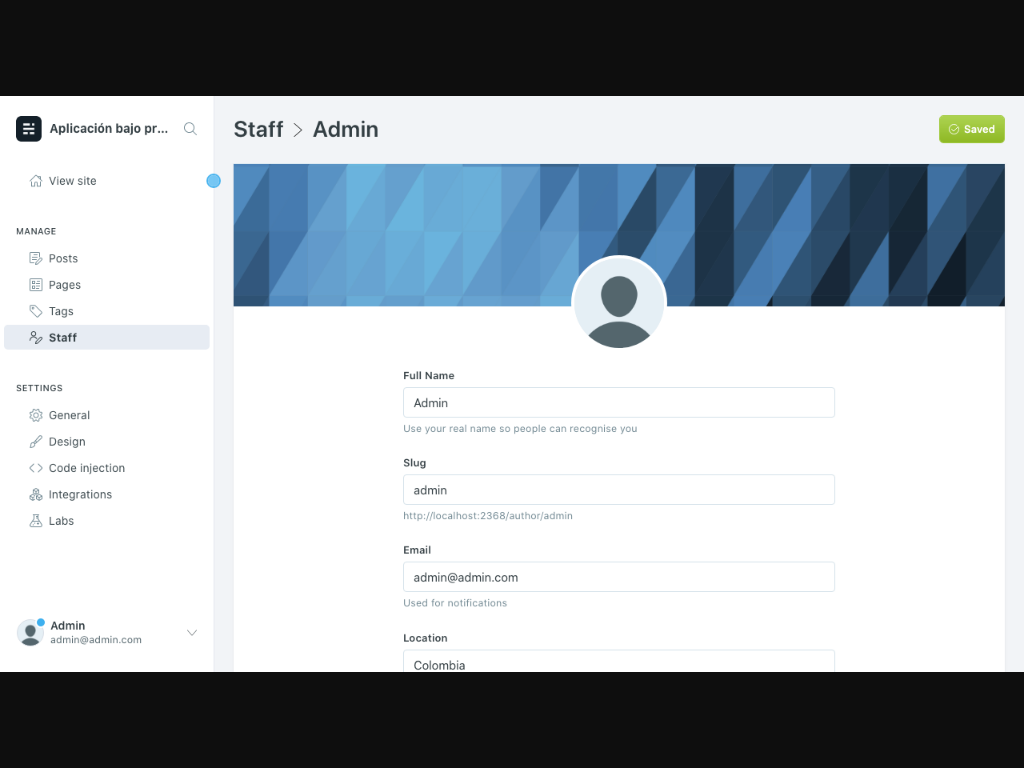 Aplicación bajo pr...
View site
MANAGE
Posts
Pages
Tags
Staff
SETTINGS
General
Design
Code injection
Integrations
Labs
Admin
admin@admin.com
Staff > Admin
Saved
Full Name
Admin
Use your real name so people can recognise you
Slug
admin
http://localhost:2368/author/admin
Email
admin@admin.com
Used for notifications
Location
Colombia